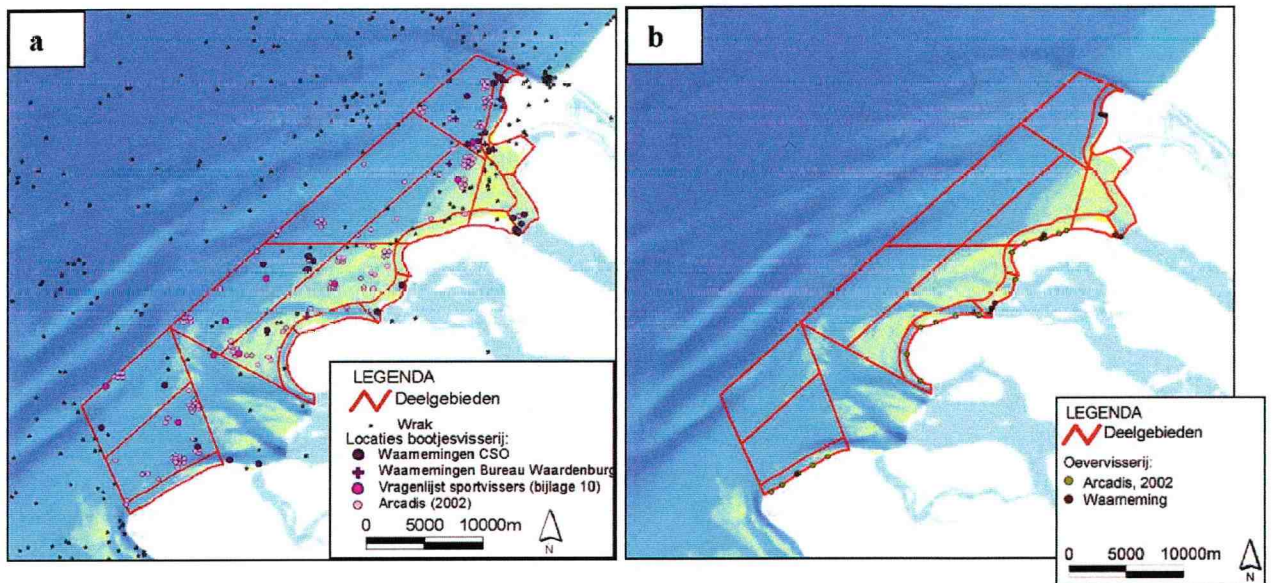 a
LEGENDA
Deelgebieden
Wrak
Locaties bootjesvisserij:
Waarnemingen CSO
Waarnemingen Bureau Waardenburg
Vragenlijst sportvissers (bijlage 10)
Arcadis (2002)
0 5000 10000m
N
b
LEGENDA
Deelgebieden
Oevervisserij:
Arcadis, 2002
Waarneming
0 5000 10000m
N